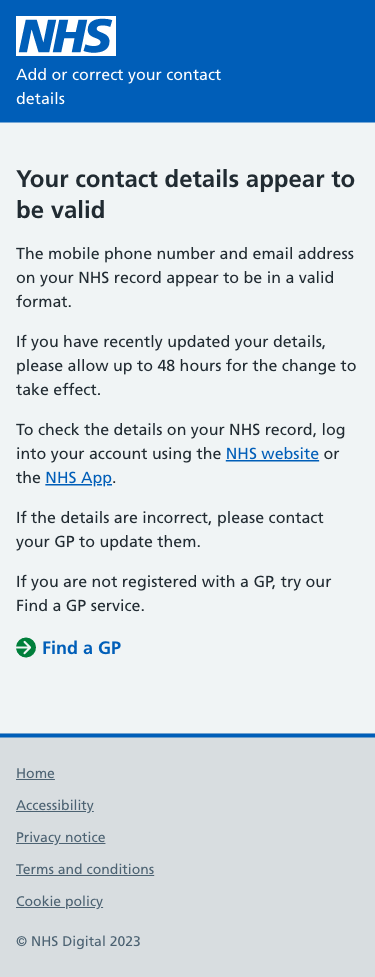 NHS
Add or correct your contact
details
Your contact details appear to
be valid
The mobile phone number and email address
on your NHS record appear to be in a valid
format.
If you have recently updated your details,
please allow up to 48 hours for the change to
take effect.
To check the details on your NHS record, log
into your account using the NHS website or
the NHS App.
If the details are incorrect, please contact
your GP to update them.
If you are not registered with a GP, try our
Find a GP service.
Find a GP
Home
Accessibility
Privacy notice
Terms and conditions
Cookie policy
© NHS Digital 2023